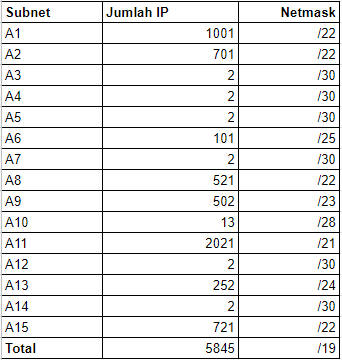 Subnet Jumlah IP Netmask
A1 1001 /22
A2 701 /22
A3 2 /30
A4 2 /30
A5 2 /30
A6 101 /25
A7 2 /30
A8 521 /22
A9 502 /23
A10 13 /28
A11 2021 /21
A12 2 /30
A13 252 /24
A14 2 /30
A15 721 /22
Total 5845 /19